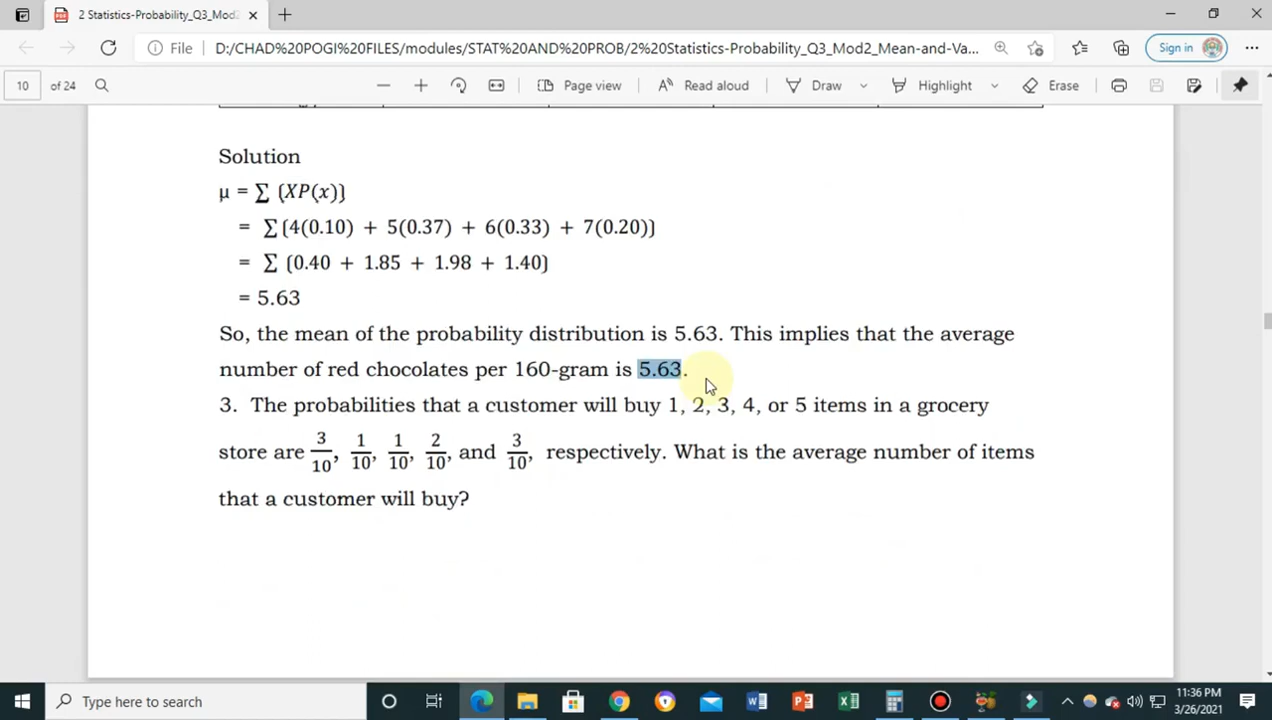 2 Statistics-Probability_Q3_Mod2
File D:/CHAD%20POGI%20FILES/modules/STAT%20AND%20PROB/2%20Statistics-Probability_Q3_Mod2_Mean-and-Va... Sign in
10 of 24 Page view Read aloud Draw Highlight Erase
Solution
μ = ∑ {XP(x)}
= ∑{4(0.10) + 5(0.37) + 6(0.33) + 7(0.20)}
= ∑ {0.40 + 1.85 + 1.98 + 1.40}
= 5.63
So, the mean of the probability distribution is 5.63. This implies that the average
number of red chocolates per 160-gram is 5.63.
3. The probabilities that a customer will buy 1, 2, 3, 4, or 5 items in a grocery
store are 3/10, 1/10, 1/10, 2/10, and 3/10, respectively. What is the average number of items
that a customer will buy?
Type here to search
11:36 PM
3/26/2021